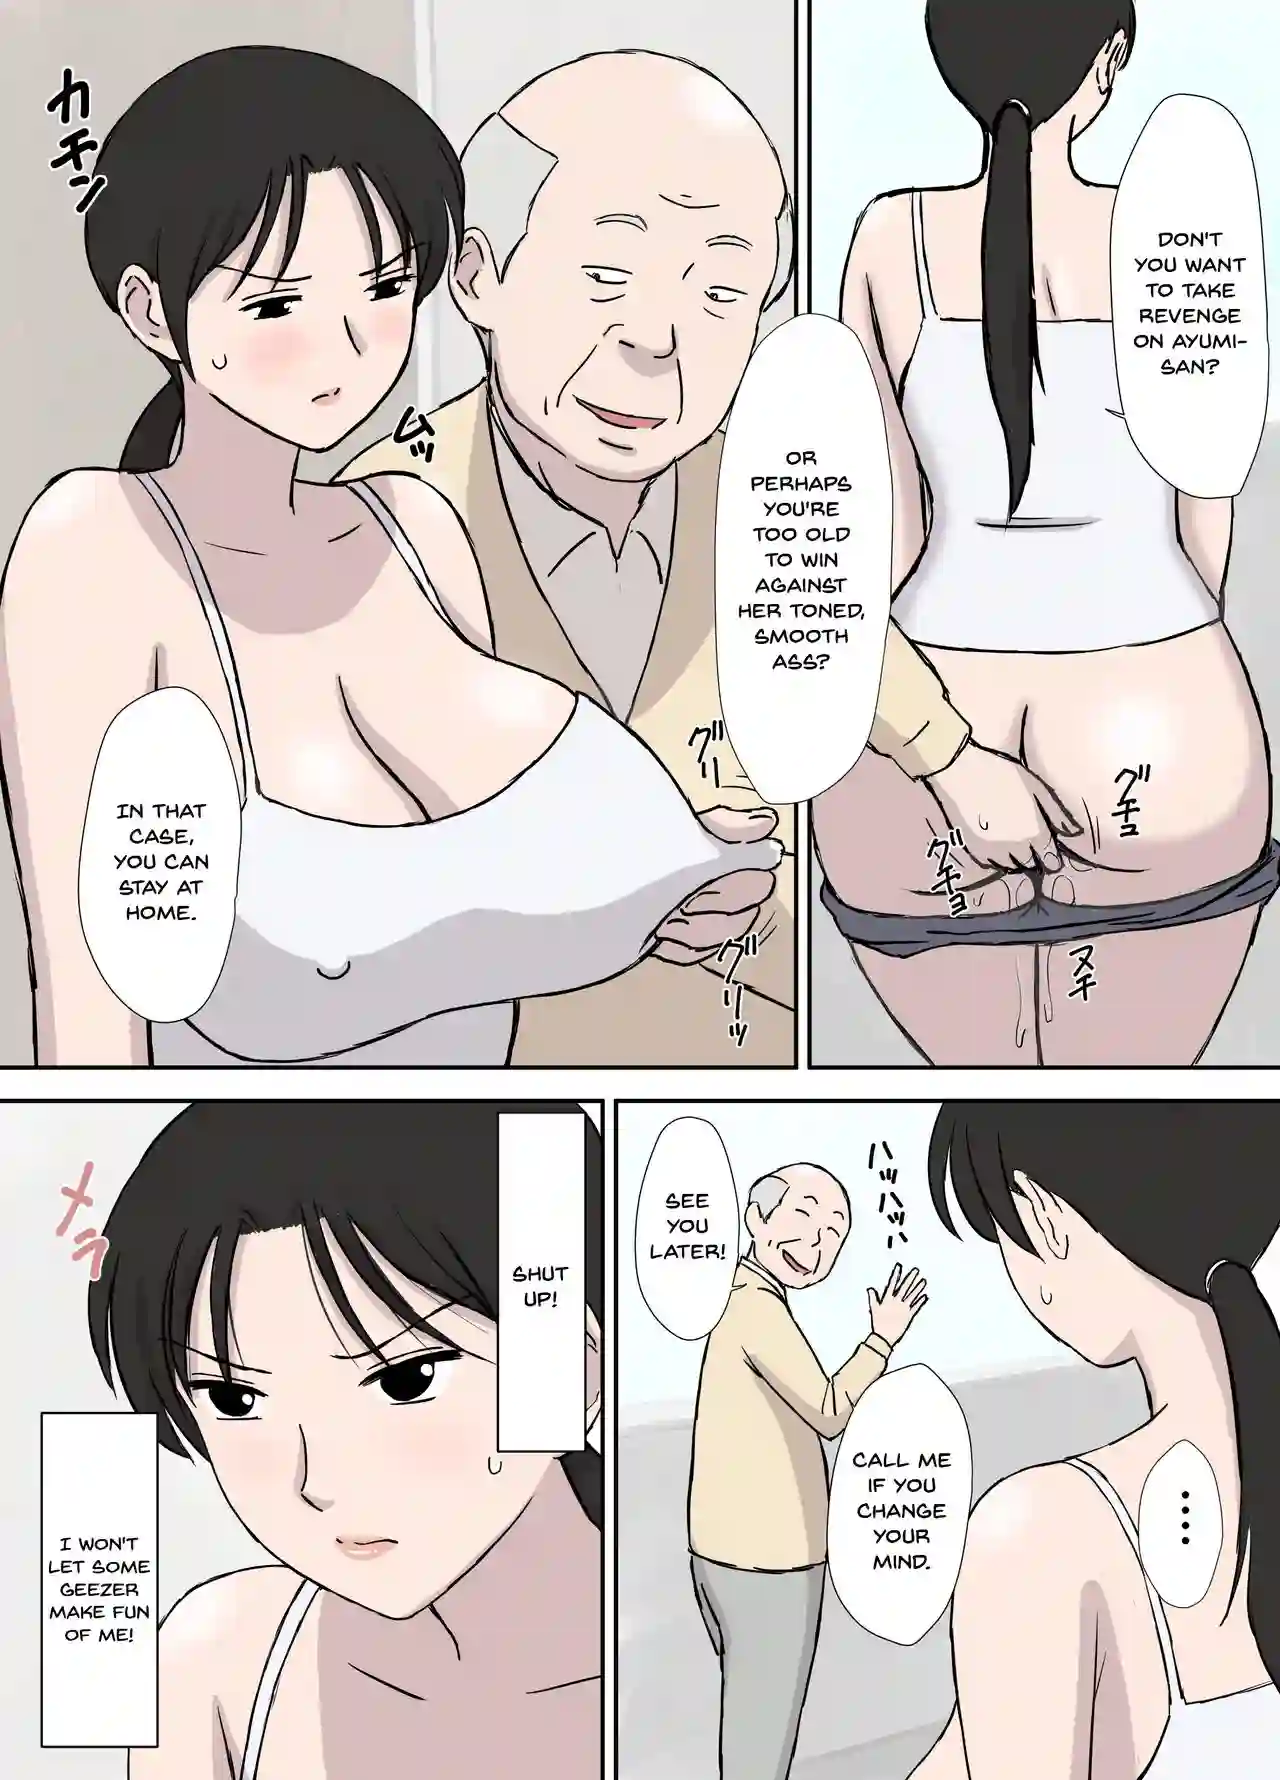 DON'T
YOU WANT
TO TAKE
REVENGE
ON AYUMI-
SAN?
グチョ
グチョ
ヌチ
カチン
ムッ
OR
PERHAPS
YOU'RE
TOO OLD
TO WIN
AGAINST
HER TONED,
SMOOTH
ASS?
グリ
グリッ
IN THAT
CASE,
YOU CAN
STAY AT
HOME.
SEE
YOU
LATER!
ハッハッハ
CALL ME
IF YOU
CHANGE
YOUR
MIND.
....
SHUT
UP!
メラ
I WON'T
LET SOME
GEEZER
MAKE FUN
OF ME!